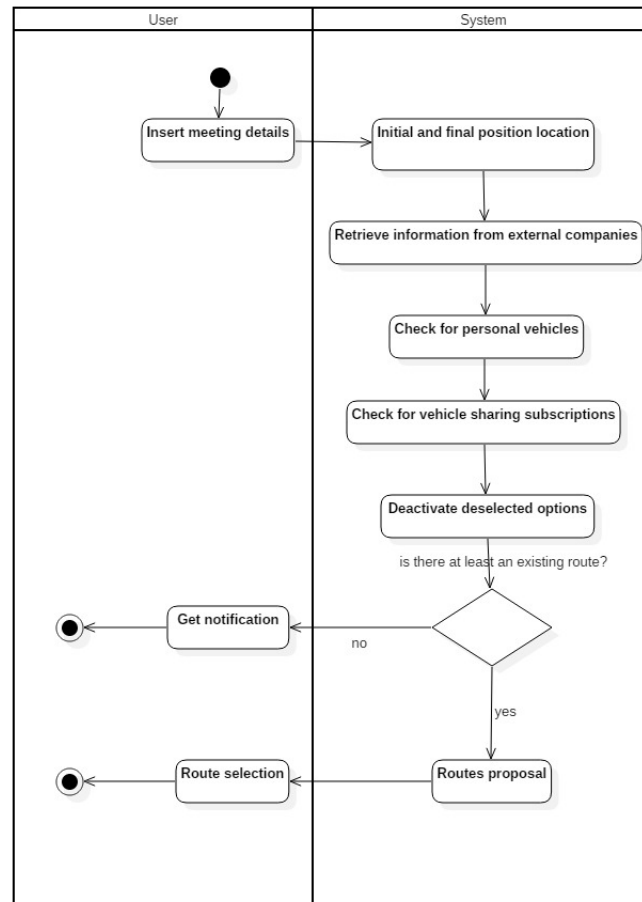 User
System
Insert meeting details
Initial and final position location
Retrieve information from external companies
Check for personal vehicles
Check for vehicle sharing subscriptions
Deactivate deselected options
is there at least an existing route?
Get notification
no
yes
Route selection
Routes proposal